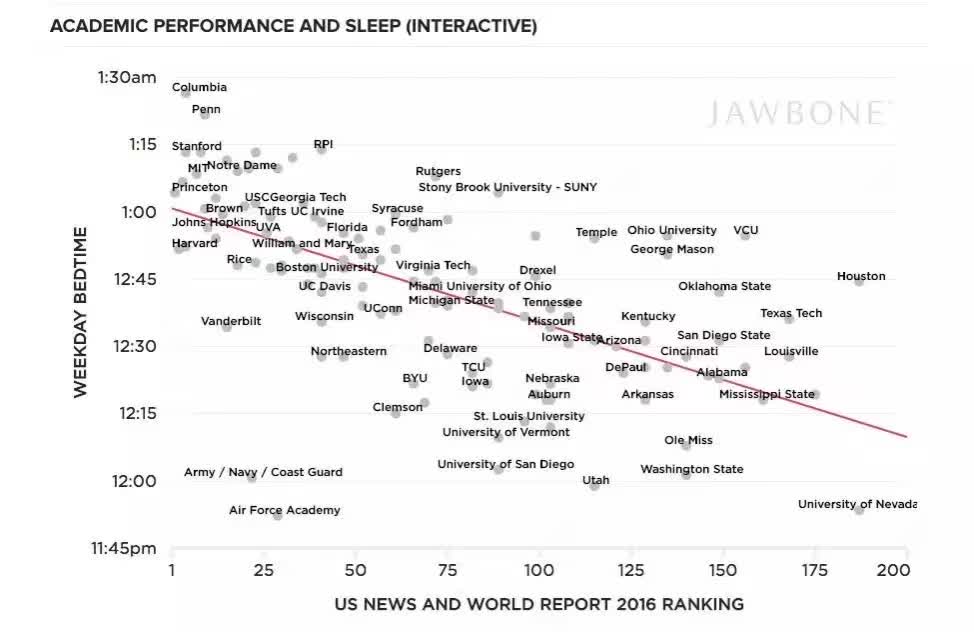 ACADEMIC PERFORMANCE AND SLEEP (INTERACTIVE)
1:30am
Columbia
JAWBONE
Penn
1:15
Stanford
RPI
MIT
Notre Dame
Rutgers
Princeton
Stony Brook University - SUNY
USC
Georgia Tech
1:00
Brown
Tufts
UC Irvine
Syracuse
Johns Hopkins
UVA
Florida
Fordham
Temple
Ohio University
VCU
Harvard
William and Mary
Texas
George Mason
Rice
Boston University
Virginia Tech
Drexel
12:45
Houston
UC Davis
Miami University of Ohio
Oklahoma State
Michigan State
Tennessee
UConn
Vanderbilt
Wisconsin
Missouri
Kentucky
Texas Tech
Iowa State
Arizona
San Diego State
12:30
Northeastern
Delaware
Cincinnati
Louisville
TCU
DePaul
Alabama
BYU
Iowa
Nebraska
Auburn
Arkansas
Mississippi State
12:15
Clemson
St. Louis University
University of Vermont
Ole Miss
University of San Diego
Washington State
12:00
Army / Navy / Coast Guard
Utah
Air Force Academy
University of Nevada
11:45pm
WEEKDAY BEDTIME
1 25 50 75 100 125 150 175 200
US NEWS AND WORLD REPORT 2016 RANKING